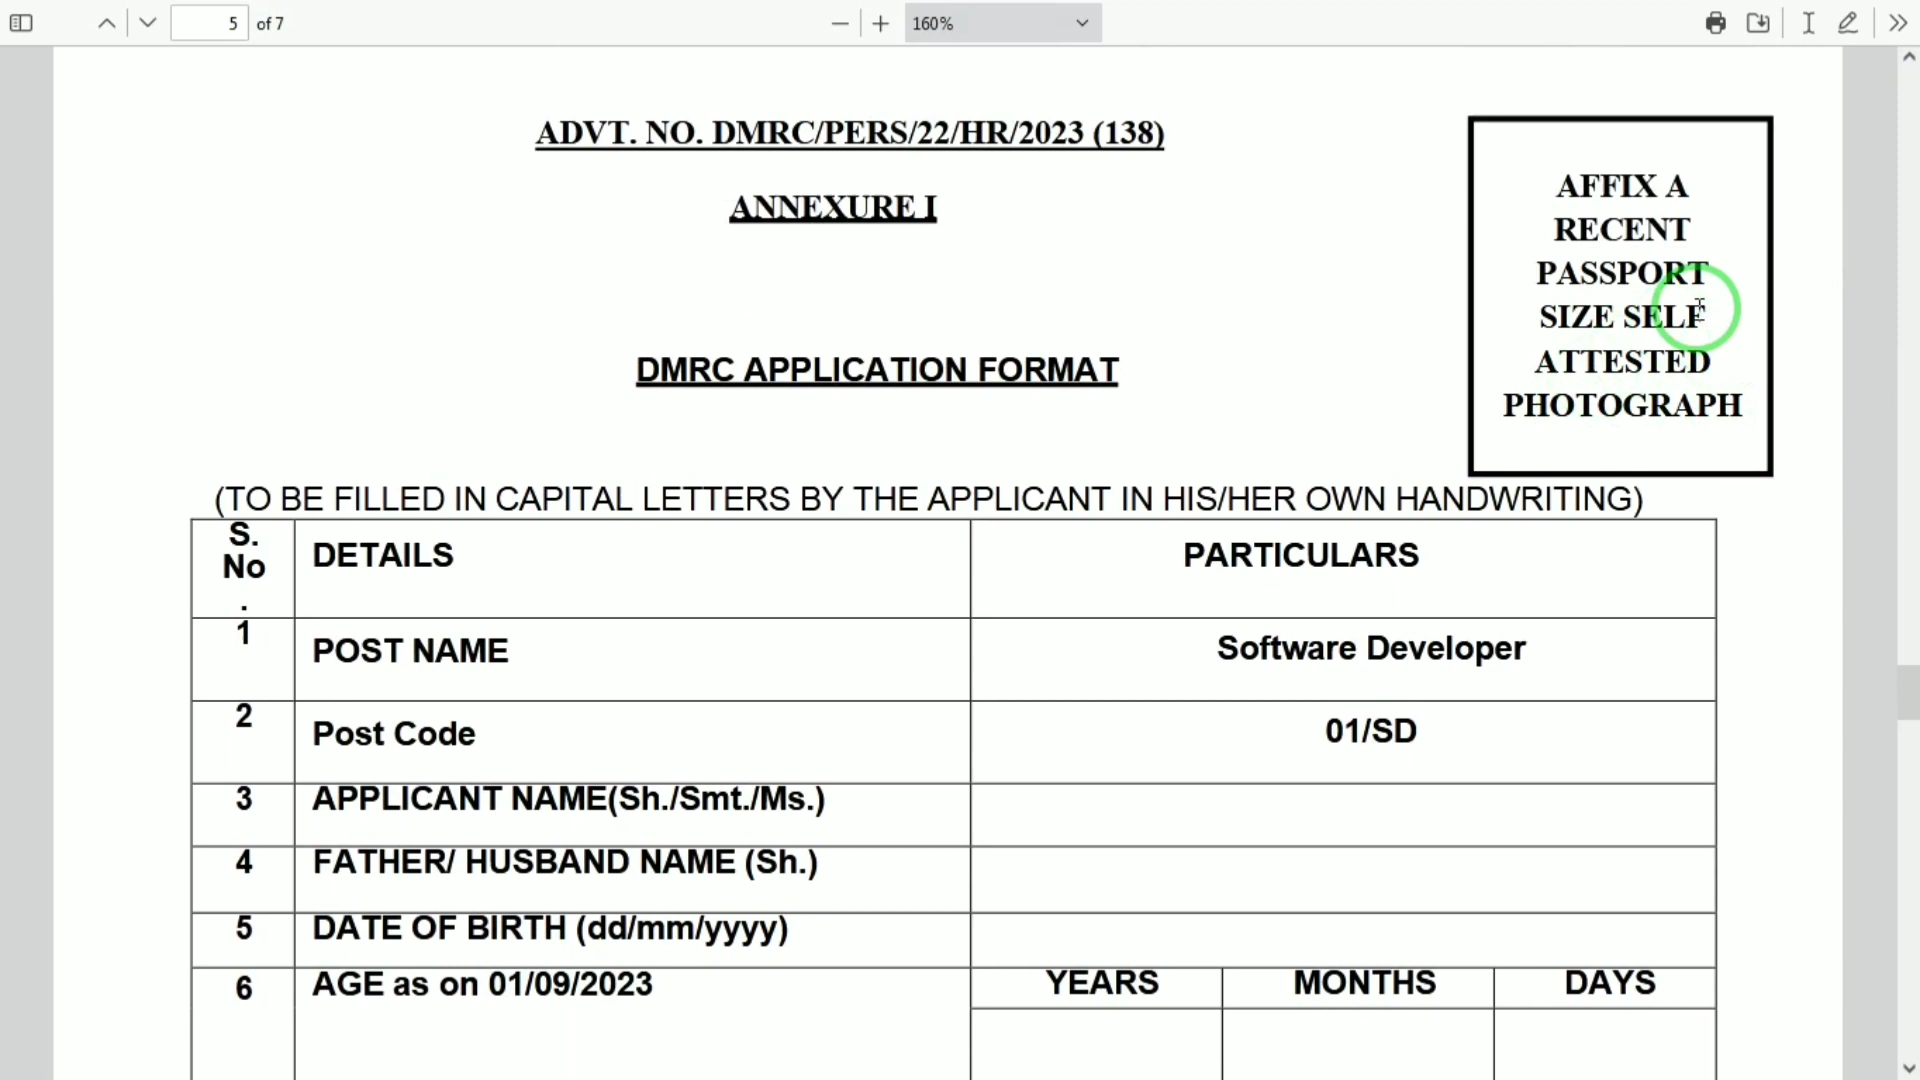 5 of 7
160%
ADVT. NO. DMRC/PERS/22/HR/2023 (138)
ANNEXURE I
AFFIX A
RECENT
PASSPORT
SIZE SELF
ATTESTED
PHOTOGRAPH
DMRC APPLICATION FORMAT
(TO BE FILLED IN CAPITAL LETTERS BY THE APPLICANT IN HIS/HER OWN HANDWRITING)
S.
No
.
DETAILS
PARTICULARS
1
POST NAME
Software Developer
2
Post Code
01/SD
3
APPLICANT NAME(Sh./Smt./Ms.)
4
FATHER/ HUSBAND NAME (Sh.)
5
DATE OF BIRTH (dd/mm/yyyy)
6
AGE as on 01/09/2023
YEARS
MONTHS
DAYS